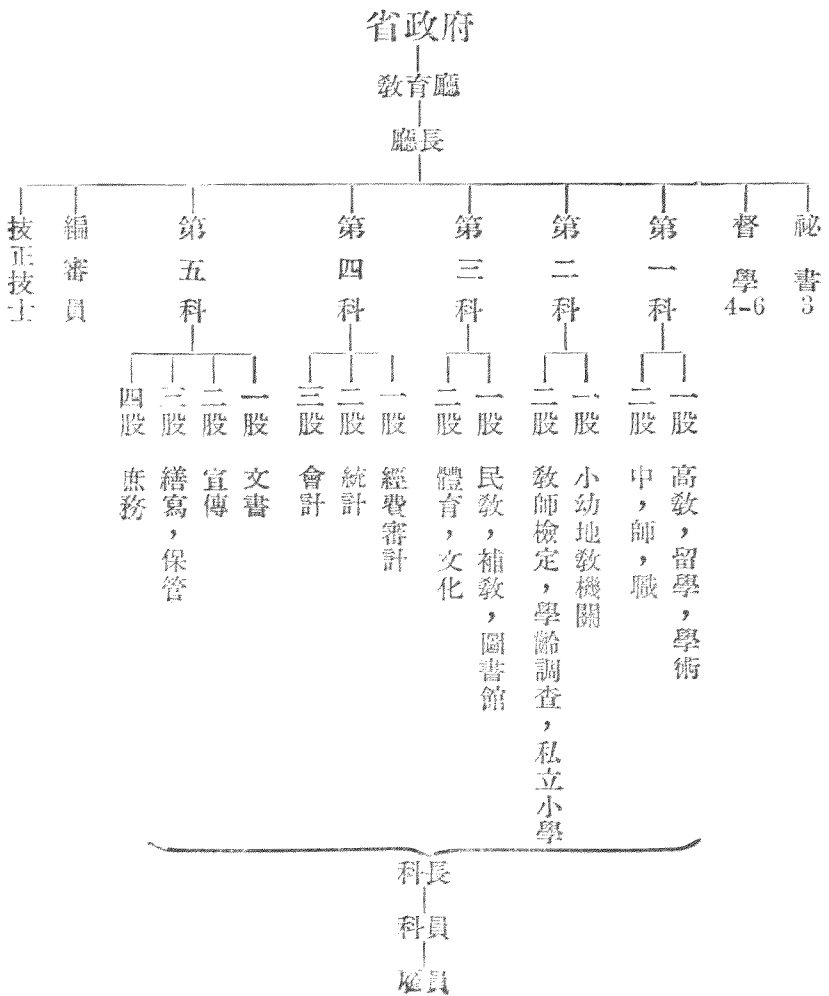 省政府
敎育廳
廳長
祕書3
督學4-6
第一科
第二科
第三科
第四科
第五科
編審員
技正技士
一股 高敎，留學，學術
二股 中，師，職
一股 小幼地敎機關
二股 敎師檢定，學齡調查，私立小學
一股 民敎，補敎，圖書館
二股 體育，文化
一股 經費審計
二股 統計
三股 會計
一股 文書
二股 宣傳
三股 繕寫，保管
四股 庶務
科長
科員
雇員